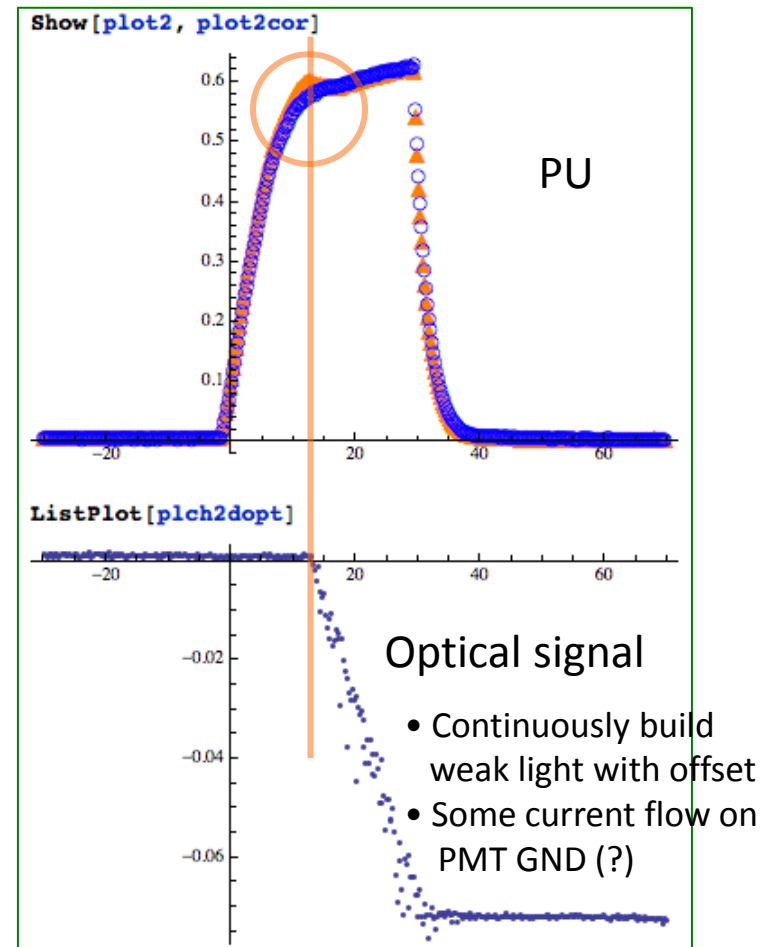 Show[plot2, plot2cor]
0.6
0.5
PU
0.4
0.3
0.2
0.1
-20 20 40 60
ListPlot[plch2dopt]
-20 20 40 60
-0.02
Optical signal
• Continuously build
weak light with offset
-0.04
• Some current flow on
PMT GND (?)
-0.06